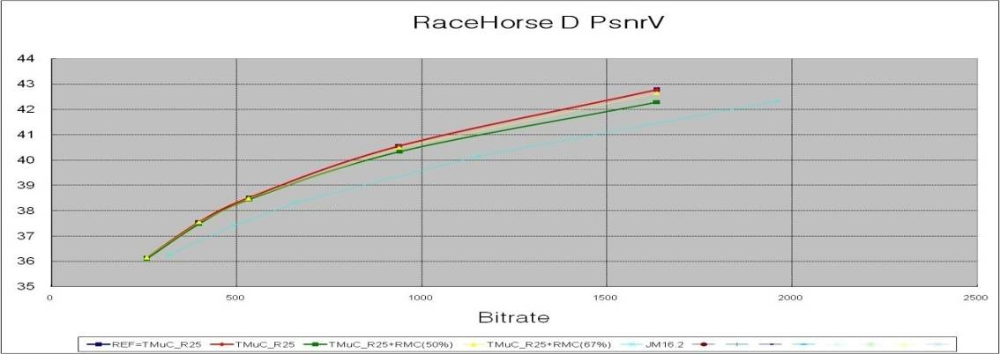 RaceHorse D PsnrV
44
43
42
41
40
39
38
37
36
35
0 500 1000 1500 2000 2500
Bitrate
REF=TMuC_R25 TMuC_R25 TMuC_R25+RMC(50%) TMuC_R25+RMC(67%) JM16.2